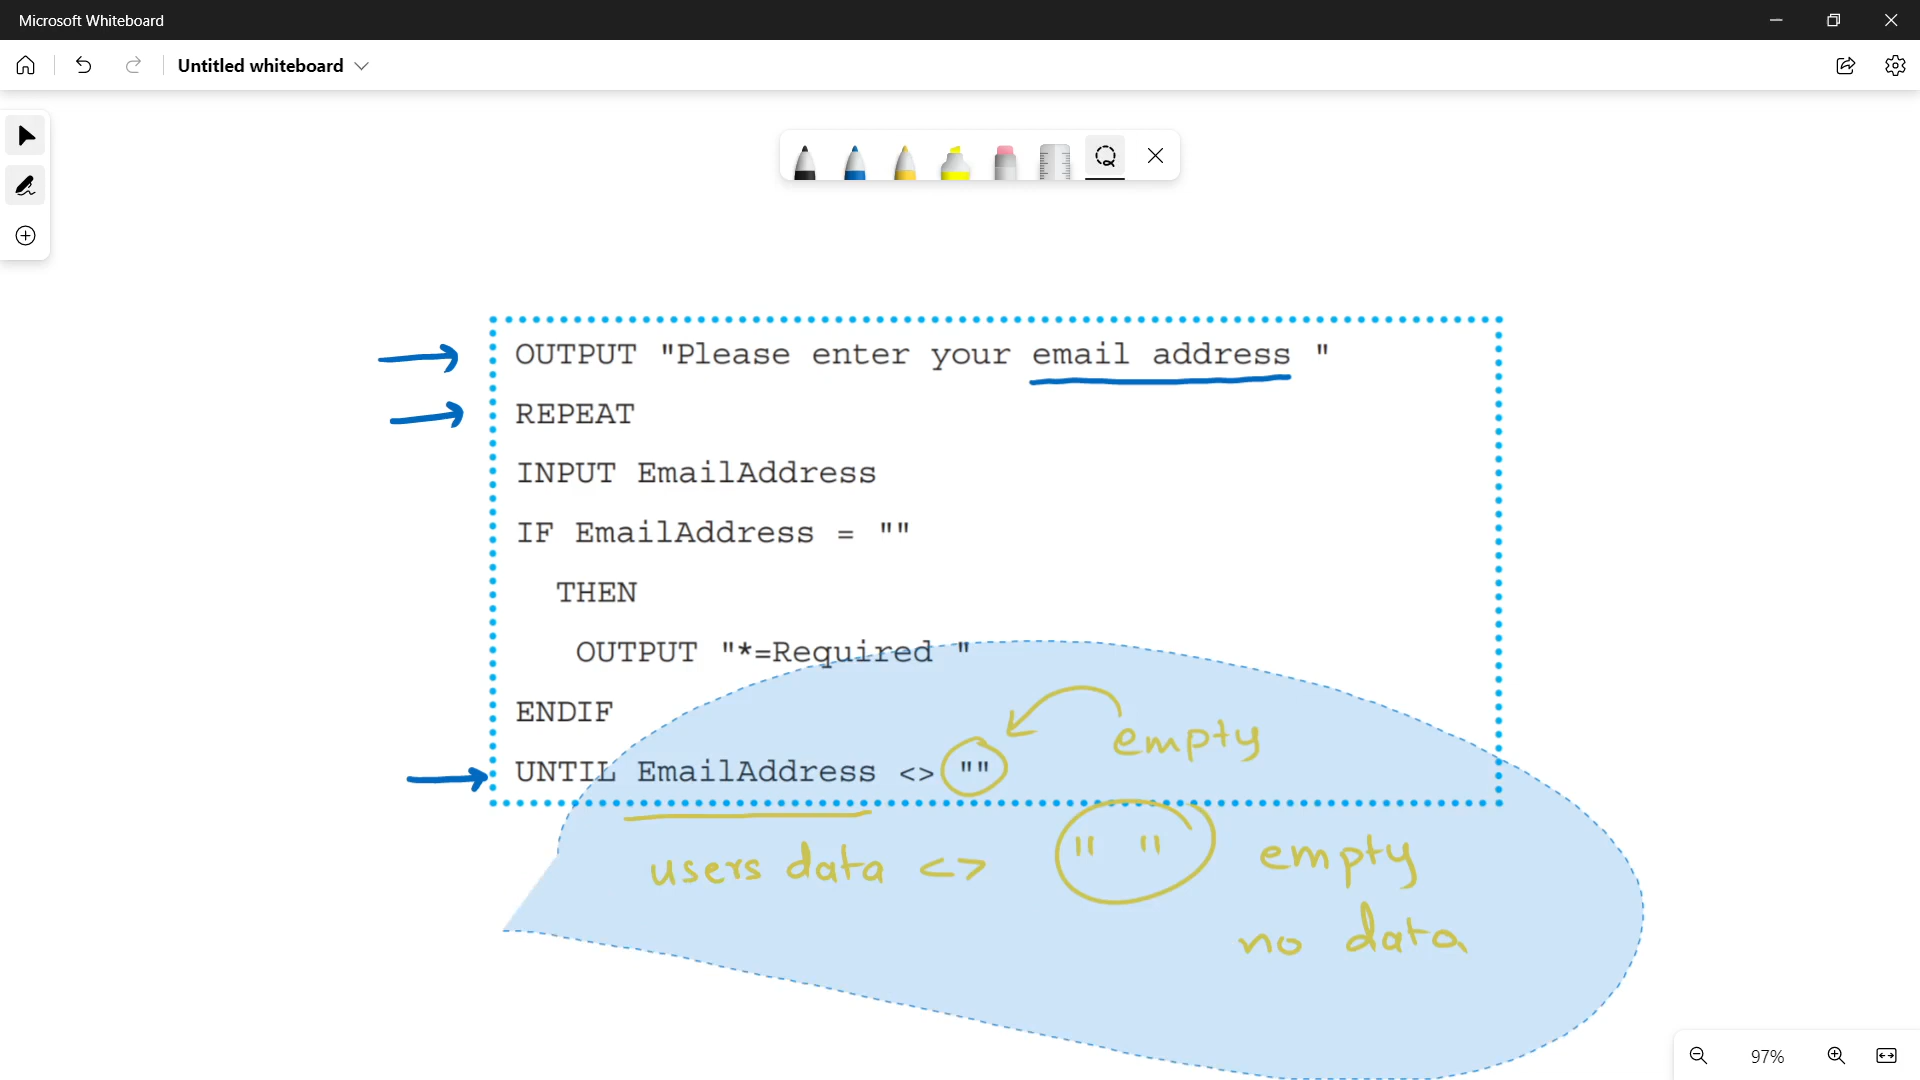 Microsoft Whiteboard
Untitled whiteboard
OUTPUT "Please enter your email address "
REPEAT
INPUT EmailAddress
IF EmailAddress = ""
THEN
OUTPUT "*=Required "
ENDIF
empty
UNTIL EmailAddress <> ""
users data <> " " empty
no data
97%